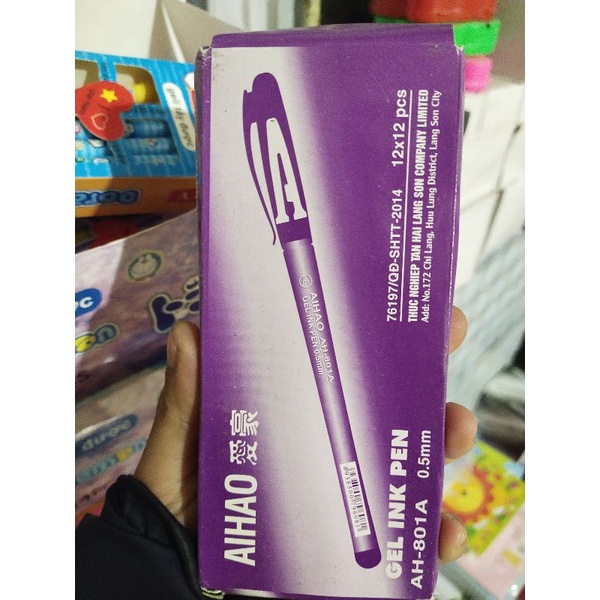 AIHAO 爱豪
GEL INK PEN
AH-801A 0.5mm
76197/QĐ-SHTT-2014 12x12 pcs
THUC NGHIEP TAN HAI LANG SON COMPANY LIMITED
Add: No.172 Chi Lang, Huu Lung District, Lang Son City
AIHAO AH-801A
GEL INK PEN 0.5mm